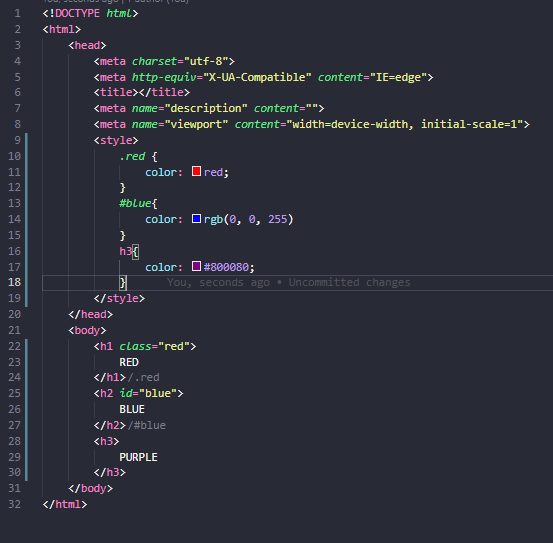 You, seconds ago | 1 author (You)
1 <!DOCTYPE html>
2 <html>
3 <head>
4 <meta charset="utf-8">
5 <meta http-equiv="X-UA-Compatible" content="IE=edge">
6 <title></title>
7 <meta name="description" content="">
8 <meta name="viewport" content="width=device-width, initial-scale=1">
9 <style>
10 .red {
11 color: red;
12 }
13 #blue{
14 color: rgb(0, 0, 255)
15 }
16 h3{
17 color: #800080;
18 } You, seconds ago • Uncommitted changes
19 </style>
20 </head>
21 <body>
22 <h1 class="red">
23 RED
24 </h1>/.red
25 <h2 id="blue">
26 BLUE
27 </h2>/#blue
28 <h3>
29 PURPLE
30 </h3>
31 </body>
32 </html>